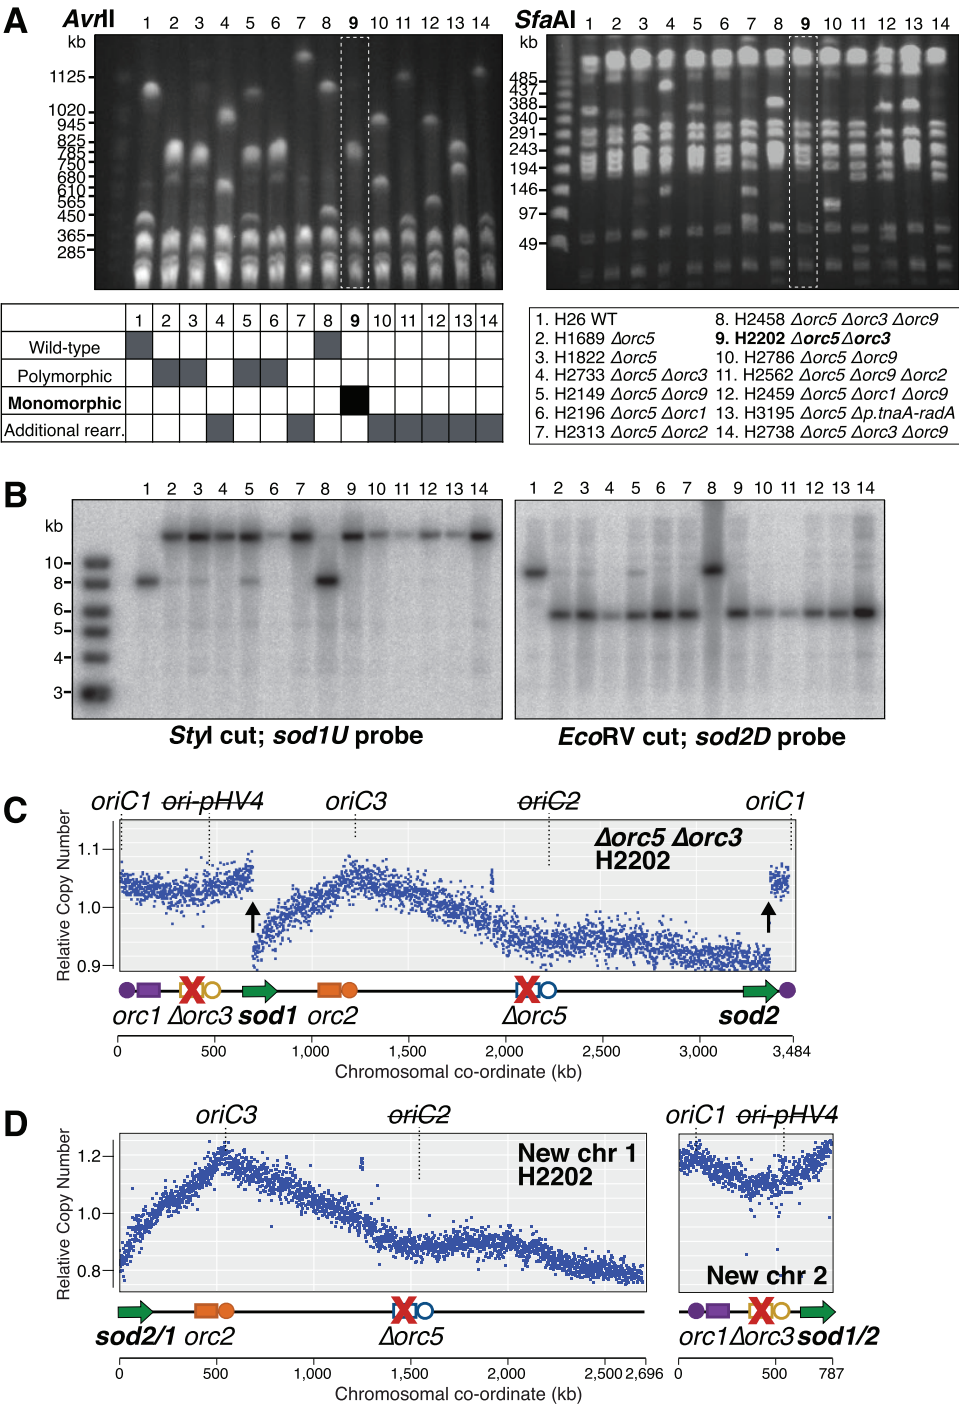 A
AvrII
1 2 3 4 5 6 7 8 9 10 11 12 13 14
kb
1125
1020
945
825
785
750
680
610
565
450
365
285
SfaAI
1 2 3 4 5 6 7 8 9 10 11 12 13 14
kb
485
437
388
340
291
243
194
146
97
49
1 2 3 4 5 6 7 8 9 10 11 12 13 14
Wild-type
Polymorphic
Monomorphic
Additional rearr.
1. H26 WT
2. H1689 Δorc5
3. H1822 Δorc5
4. H2733 Δorc5 Δorc3
5. H2149 Δorc5 Δorc9
6. H2196 Δorc5 Δorc1
7. H2313 Δorc5 Δorc2
8. H2458 Δorc5 Δorc3 Δorc9
9. H2202 Δorc5 Δorc3
10. H2786 Δorc5 Δorc9
11. H2562 Δorc5 Δorc9 Δorc2
12. H2459 Δorc5 Δorc1 Δorc9
13. H3195 Δorc5 Δp.tnaA-radA
14. H2738 Δorc5 Δorc3 Δorc9
B
1 2 3 4 5 6 7 8 9 10 11 12 13 14
kb
10
8
6
5
4
3
StyI cut; sod1U probe
1 2 3 4 5 6 7 8 9 10 11 12 13 14
EcoRV cut; sod2D probe
C
oriC1 ori-pHV4 oriC3 oriC2 oriC1
Relative Copy Number
1.1
1.0
0.9
Δorc5 Δorc3
H2202
orc1 Δorc3 sod1 orc2 Δorc5 sod2
0 500 1,000 1,500 2,000 2,500 3,000 3,484
Chromosomal co-ordinate (kb)
D
oriC3 oriC2 oriC1 ori-pHV4
Relative Copy Number
1.2
1.0
0.8
New chr 1
H2202
New chr 2
sod2/1 orc2 Δorc5 orc1 Δorc3 sod1/2
0 500 1,000 1,500 2,000 2,500 2,696 0 500 787
Chromosomal co-ordinate (kb)